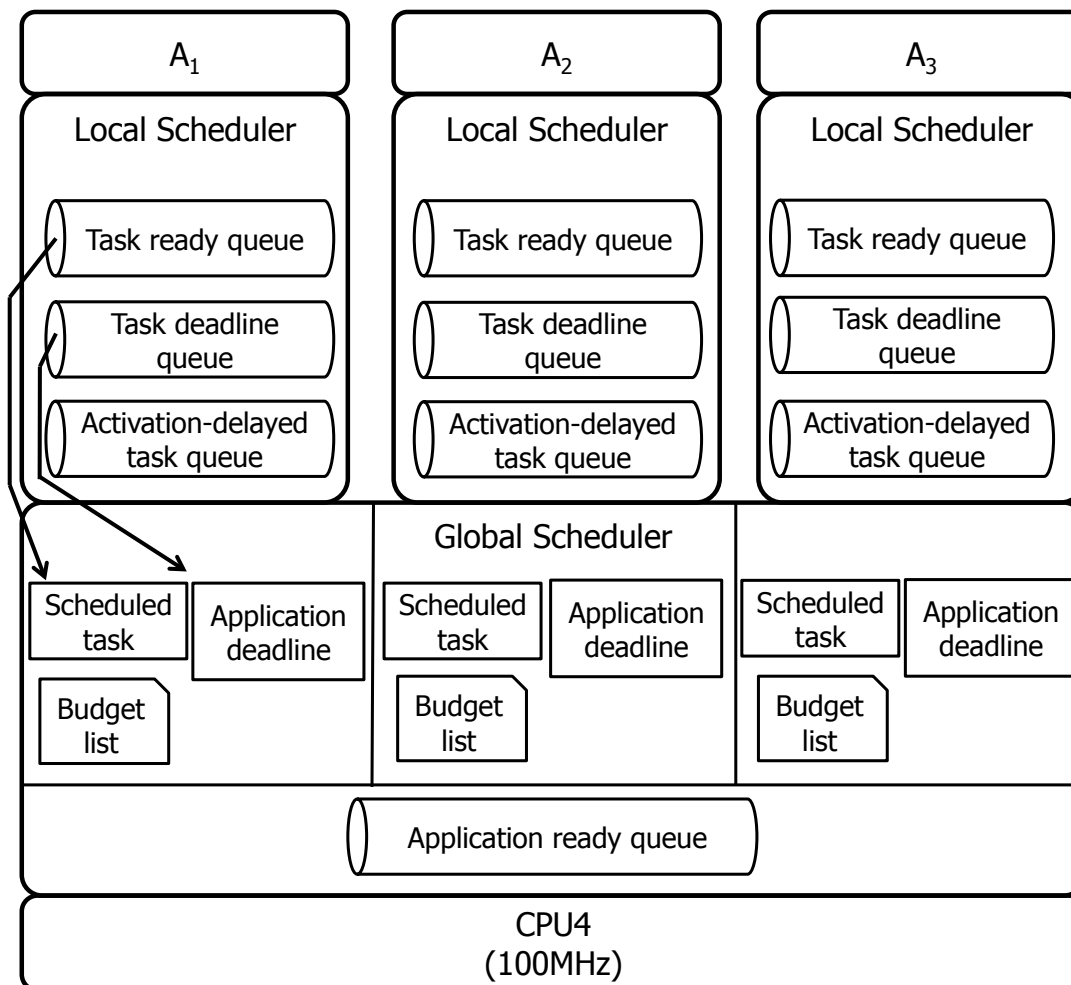 A₁
A₂
A₃
Local Scheduler
Local Scheduler
Local Scheduler
Task ready queue
Task ready queue
Task ready queue
Task deadline
queue
Task deadline
queue
Task deadline
queue
Activation-delayed
task queue
Activation-delayed
task queue
Activation-delayed
task queue
Global Scheduler
Scheduled
task
Application
deadline
Scheduled
task
Application
deadline
Scheduled
task
Application
deadline
Budget
list
Budget
list
Budget
list
Application ready queue
CPU4
(100MHz)